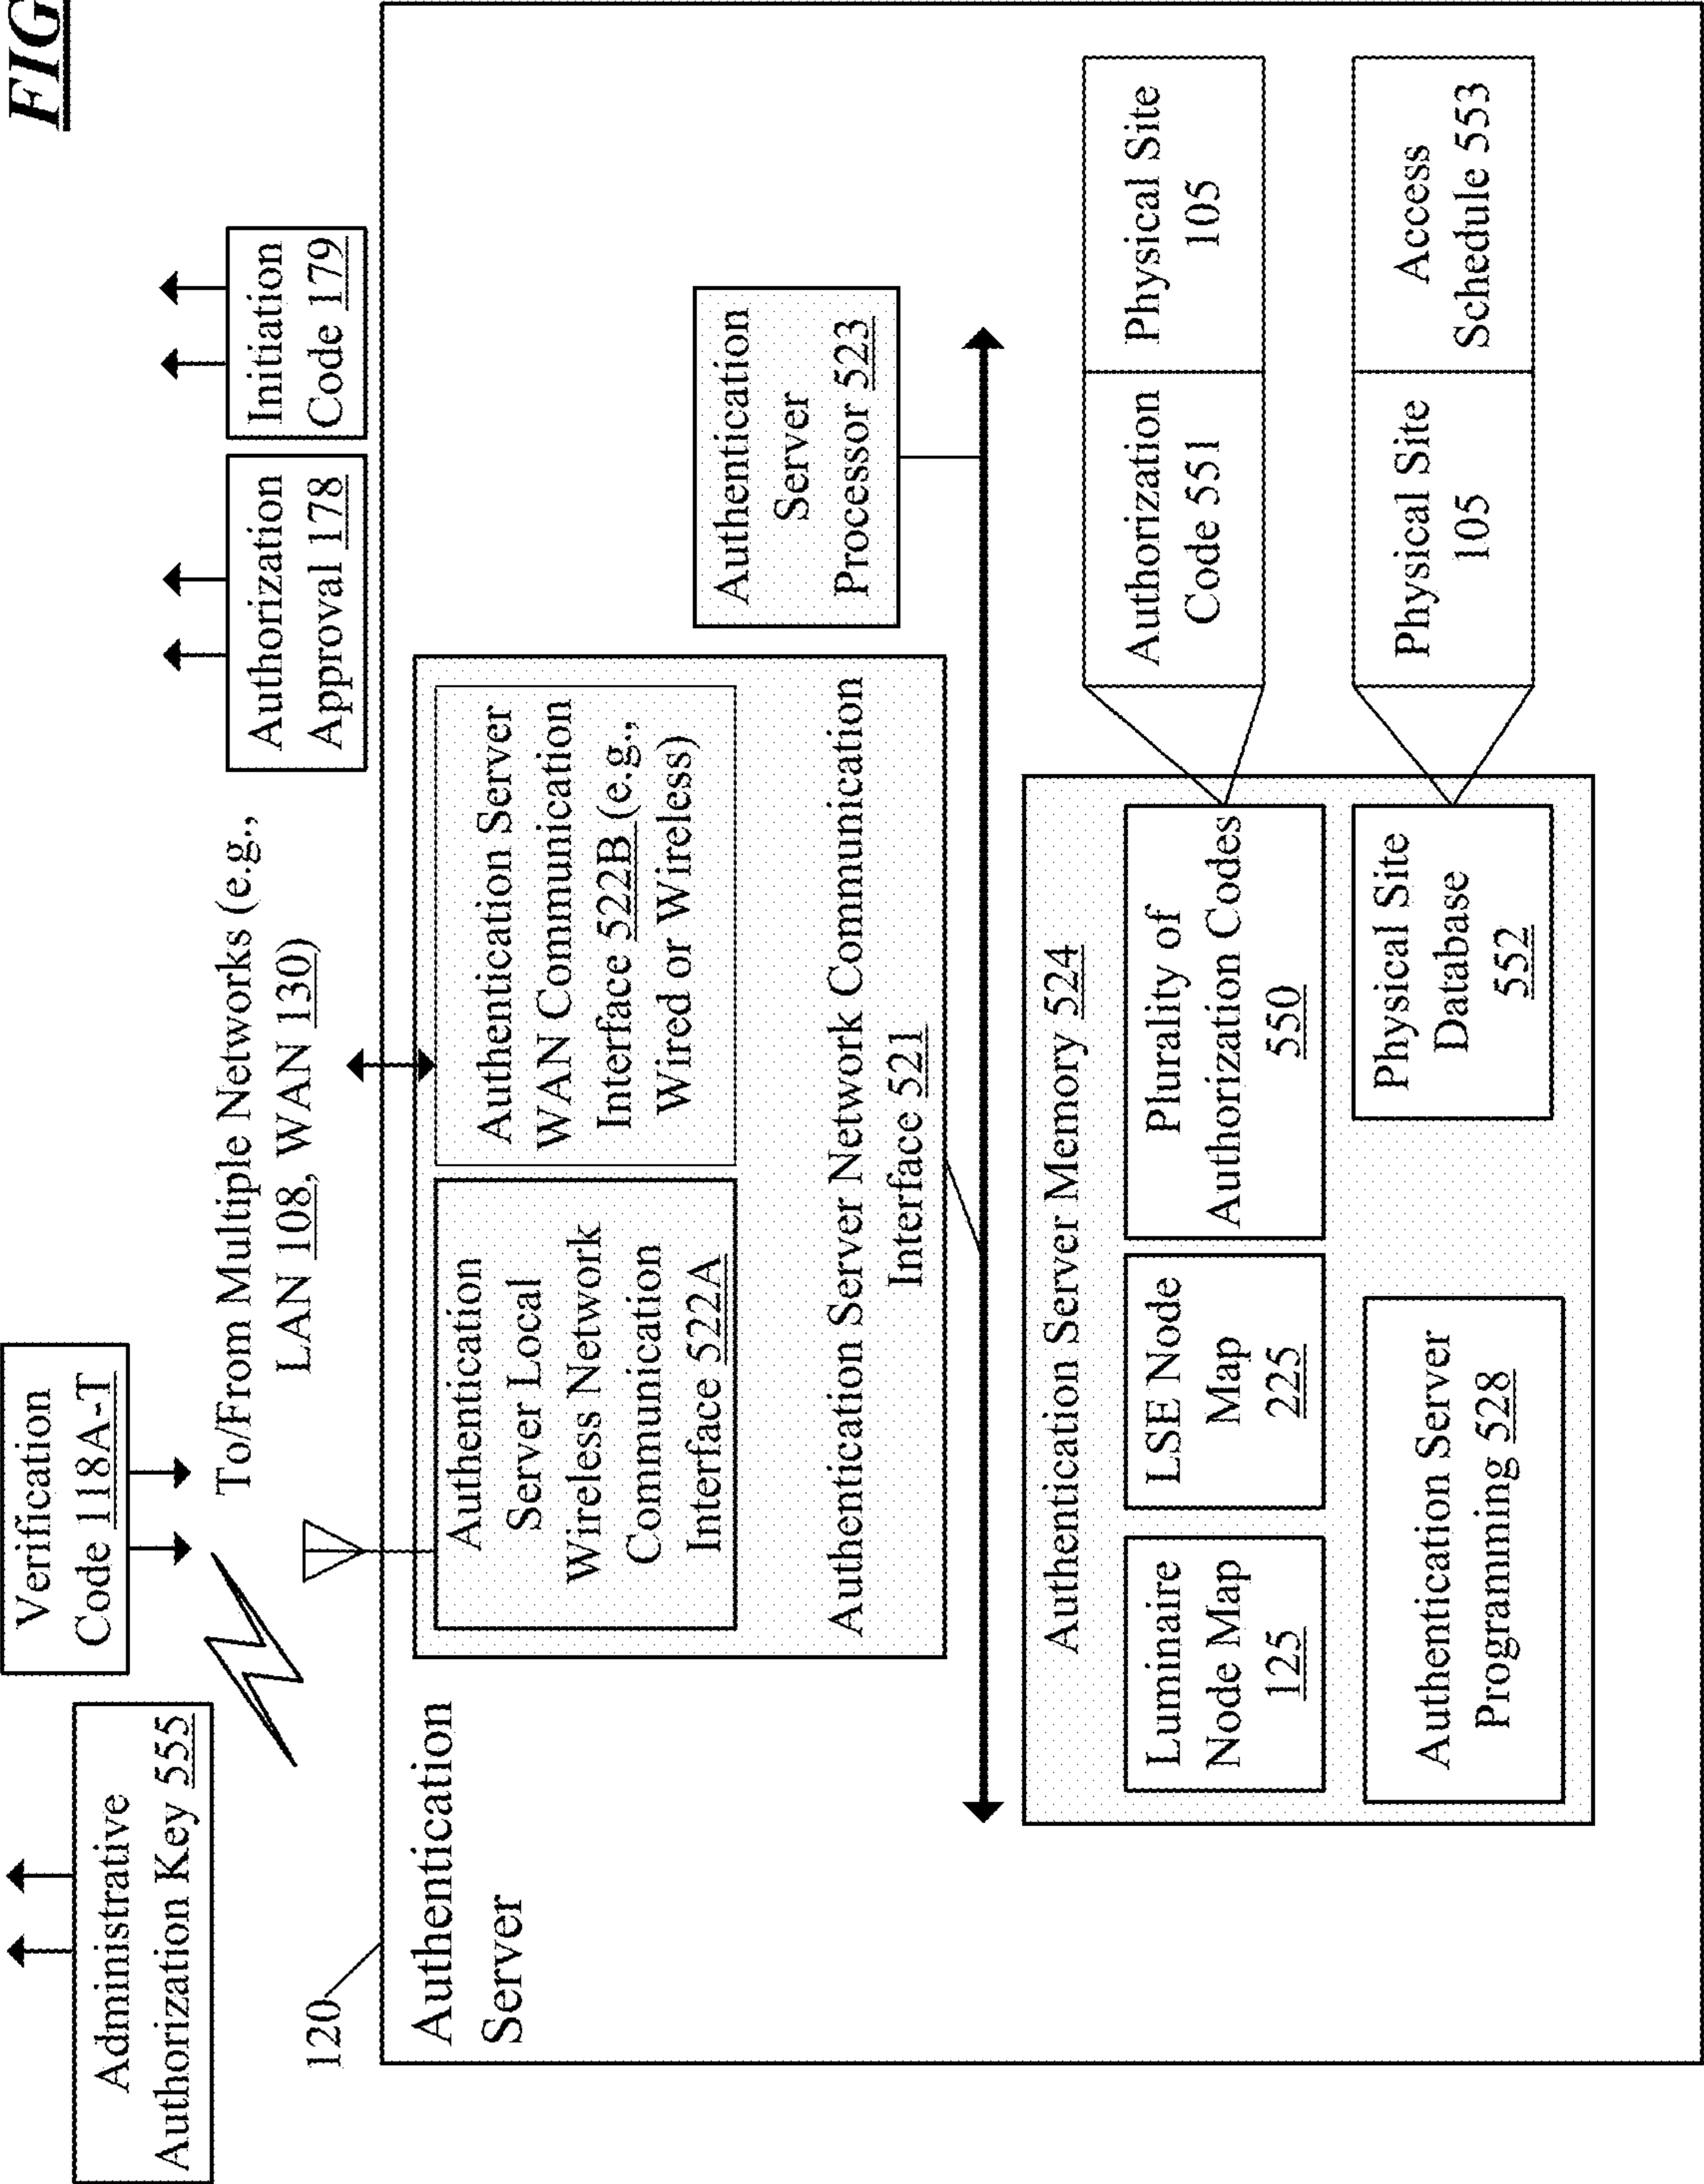 FIG
Administrative
Authorization Key 555
Verification
Code 118A-T
To/From Multiple Networks (e.g.,
LAN 108, WAN 130)
Authorization
Approval 178
Initiation
Code 179
120
Authentication
Server
Authentication
Server Local
Wireless Network
Communication
Interface 522A
Authentication Server
WAN Communication
Interface 522B (e.g.,
Wired or Wireless)
Authentication Server Network Communication
Interface 521
Authentication
Server
Processor 523
Authentication Server Memory 524
Luminaire
Node Map
125
LSE Node
Map
225
Plurality of
Authorization Codes
550
Authorization
Code 551
Physical Site
105
Authentication Server
Programming 528
Physical Site
Database
552
Physical Site
105
Access
Schedule 553